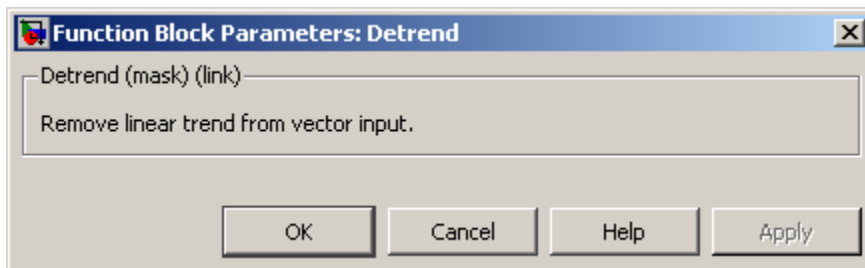 Function Block Parameters: Detrend
Detrend (mask) (link)
Remove linear trend from vector input.
OK Cancel Help Apply